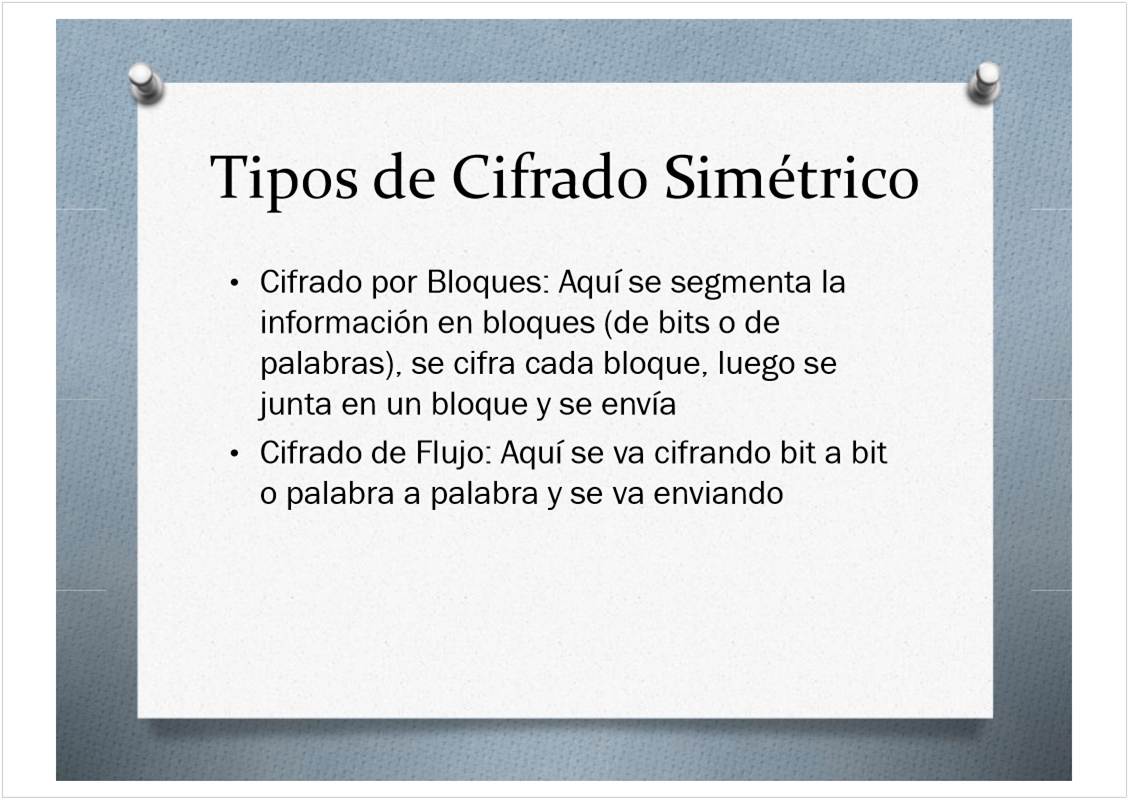 Tipos de Cifrado Simétrico
• Cifrado por Bloques: Aquí se segmenta la
información en bloques (de bits o de
palabras), se cifra cada bloque, luego se
junta en un bloque y se envía
• Cifrado de Flujo: Aquí se va cifrando bit a bit
o palabra a palabra y se va enviando